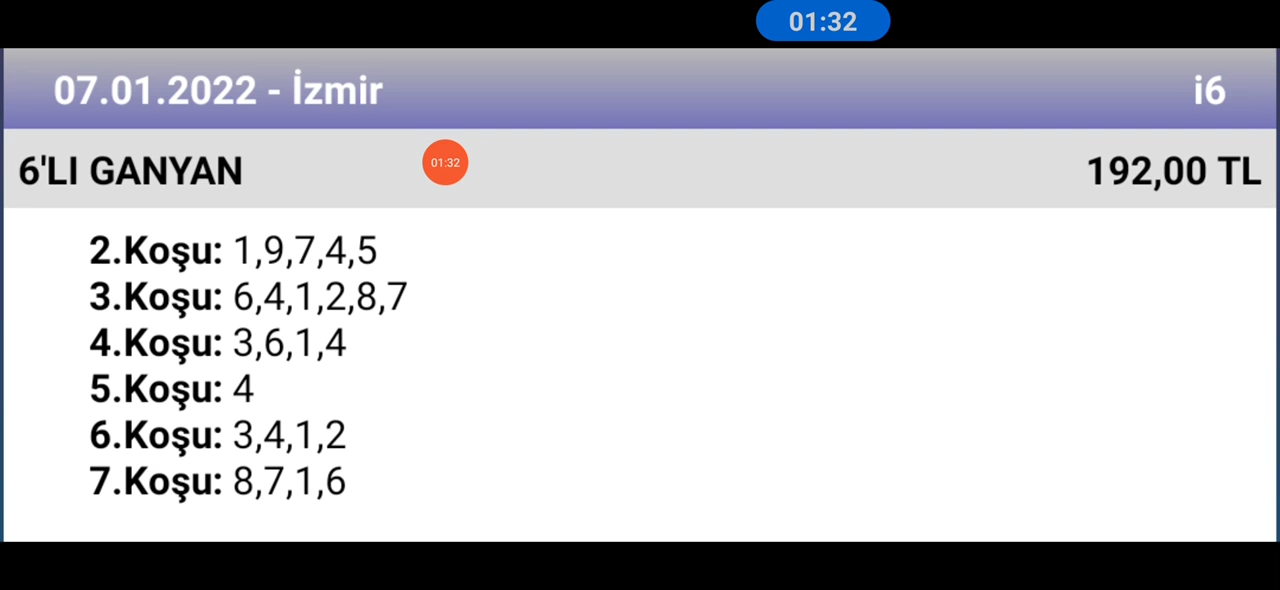 01:32
07.01.2022 - İzmir i6
6'LI GANYAN 01:32 192,00 TL
2.Koşu: 1,9,7,4,5
3.Koşu: 6,4,1,2,8,7
4.Koşu: 3,6,1,4
5.Koşu: 4
6.Koşu: 3,4,1,2
7.Koşu: 8,7,1,6